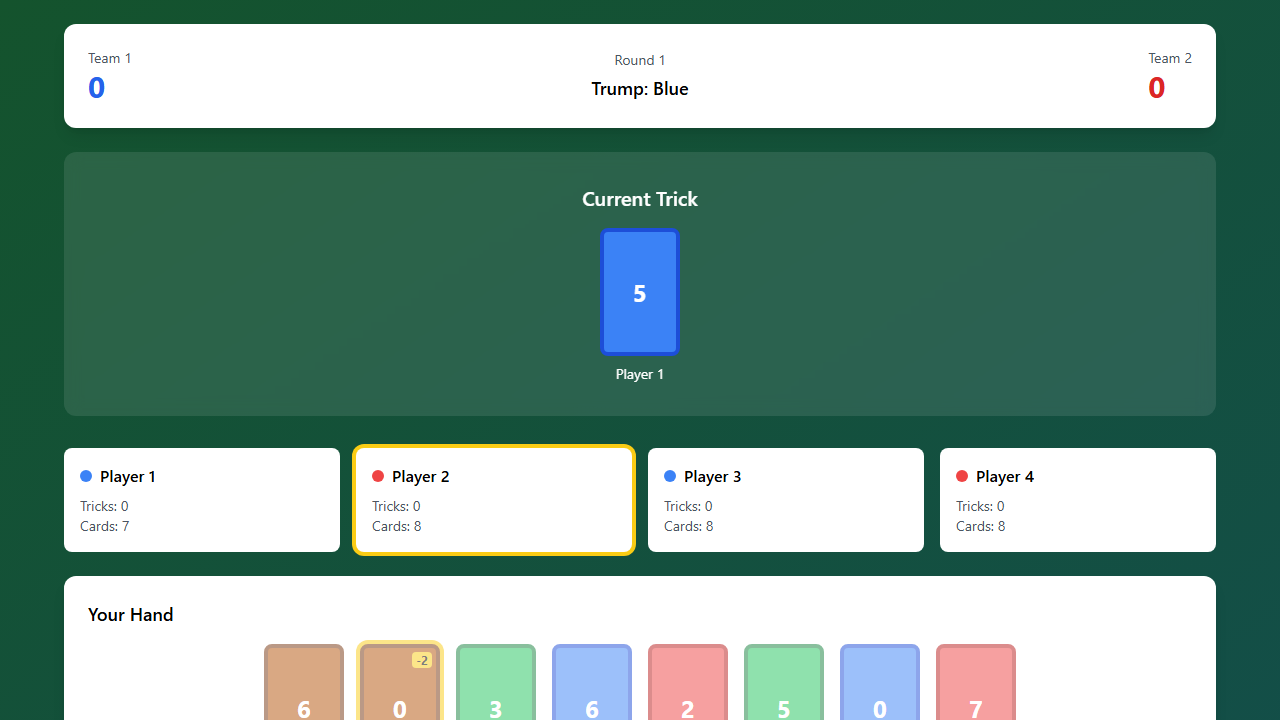 Team 1
0
Round 1
Trump: Blue
Team 2
0
Current Trick
5
Player 1
Player 1
Tricks: 0
Cards: 7
Player 2
Tricks: 0
Cards: 8
Player 3
Tricks: 0
Cards: 8
Player 4
Tricks: 0
Cards: 8
Your Hand
-2
6 0 3 6 2 5 0 7